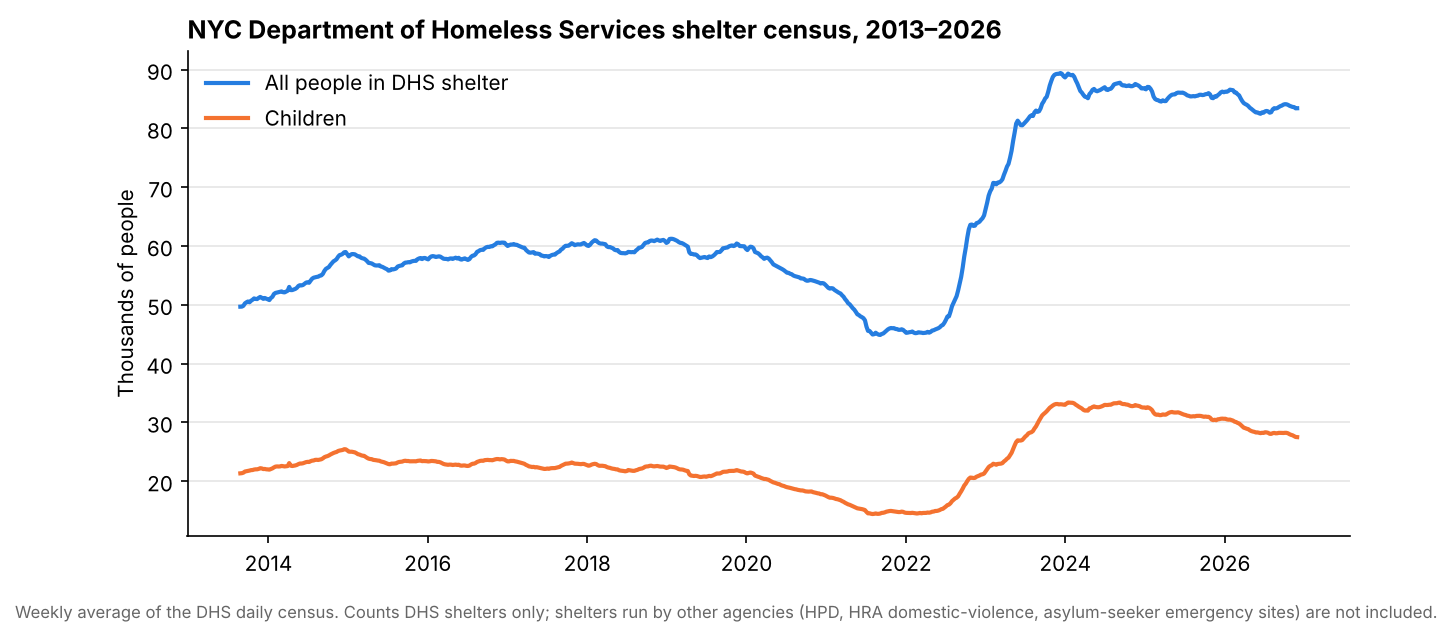 NYC Department of Homeless Services shelter census, 2013–2026
All people in DHS shelter
Children
Thousands of people
90
80
70
60
50
40
30
20
2014 2016 2018 2020 2022 2024 2026
Weekly average of the DHS daily census. Counts DHS shelters only; shelters run by other agencies (HPD, HRA domestic-violence, asylum-seeker emergency sites) are not included.